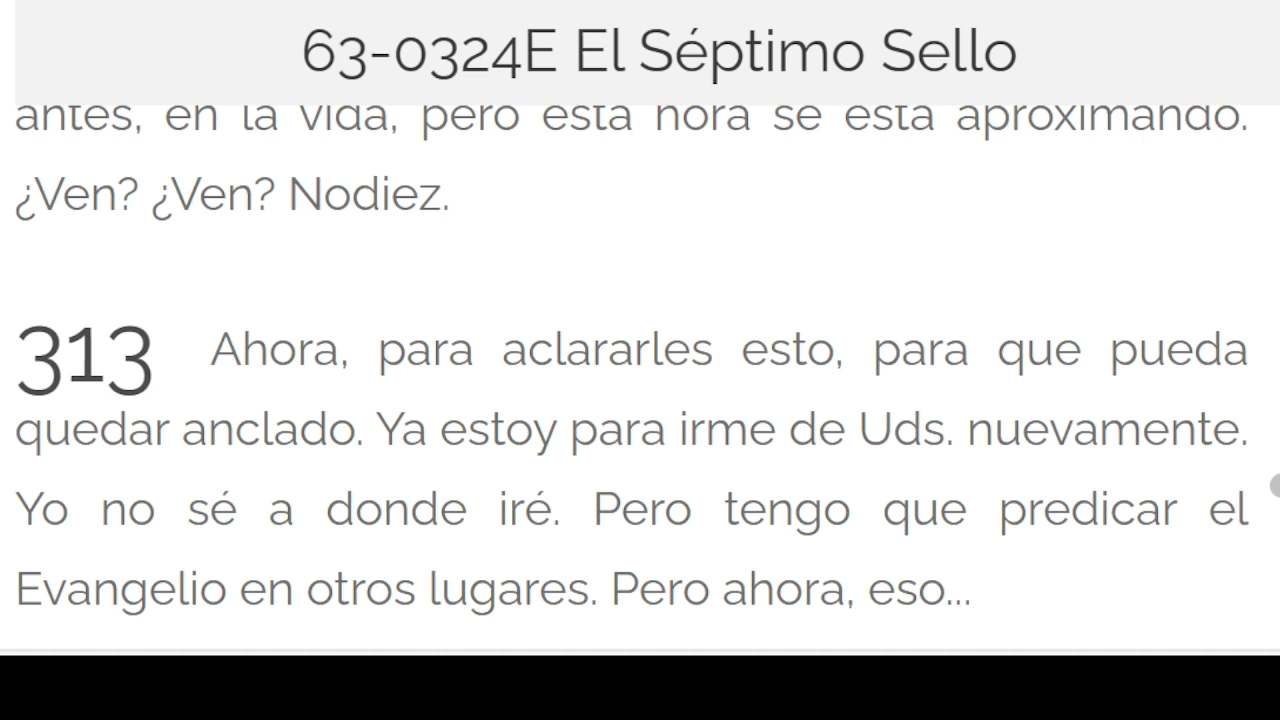 63-0324E El Séptimo Sello
antes, en la vida, pero esta hora se está aproximando.
¿Ven? ¿Ven? Nodiez.
313 Ahora, para aclararles esto, para que pueda
quedar anclado. Ya estoy para irme de Uds. nuevamente.
Yo no sé a donde iré. Pero tengo que predicar el
Evangelio en otros lugares. Pero ahora, eso...